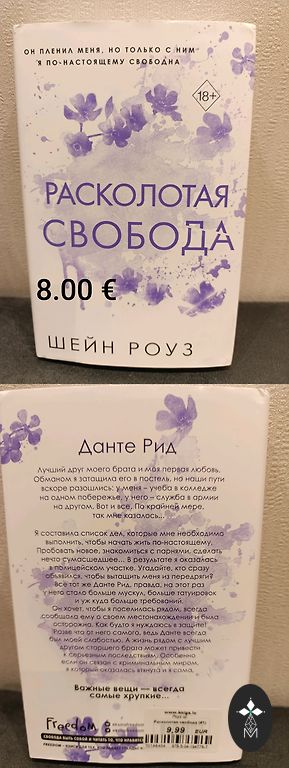 ОН ПЛЕНИЛ МЕНЯ, НО ТОЛЬКО С НИМ
Я ПО-НАСТОЯЩЕМУ СВОБОДНА
18+
РАСКОЛОТАЯ
СВОБОДА
8.00 €
ШЕЙН РОУЗ
Данте Рид
Лучший друг моего брата и моя первая любовь.
Обманом я затащила его в постель, но наши пути
вскоре разошлись: у меня – учеба в колледже
на одном побережье, у него – служба в армии
на другом. Вот и все. По крайней мере,
так мне казалось...
Я составила список дел, которые мне необходимо
выполнить, чтобы начать жить по-настоящему.
Пробовать новое, знакомиться с парнями, сделать
нечто сумасшедшее... В результате я оказалась
в полицейском участке. Угадайте, кто сразу
объявился, чтобы вытащить меня из передряги?
Все тот же Данте Рид, правда, на этот раз
у него стало больше мускул, больше татуировок
и уж куда больше требований.
Он хочет, чтобы я поселилась рядом, всегда
сообщала ему о своем местонахождении и была
осторожна. Как будто я нуждаюсь в защите!
Разве что от него самого, ведь Данте всегда
был моей слабостью. А жизнь рядом с лучшим
другом старшего брата может привести
к серьезным последствиям. Особенно
если он связан с криминальным миром,
в который оказалась втянута и я сама.
Важные вещи — всегда
самые хрупкие...
Freedom
СВОБОДА БЫТЬ СОБОЙ И ЧИТАТЬ ТО, ЧТО НРАВИТСЯ
9,99 EUR
M